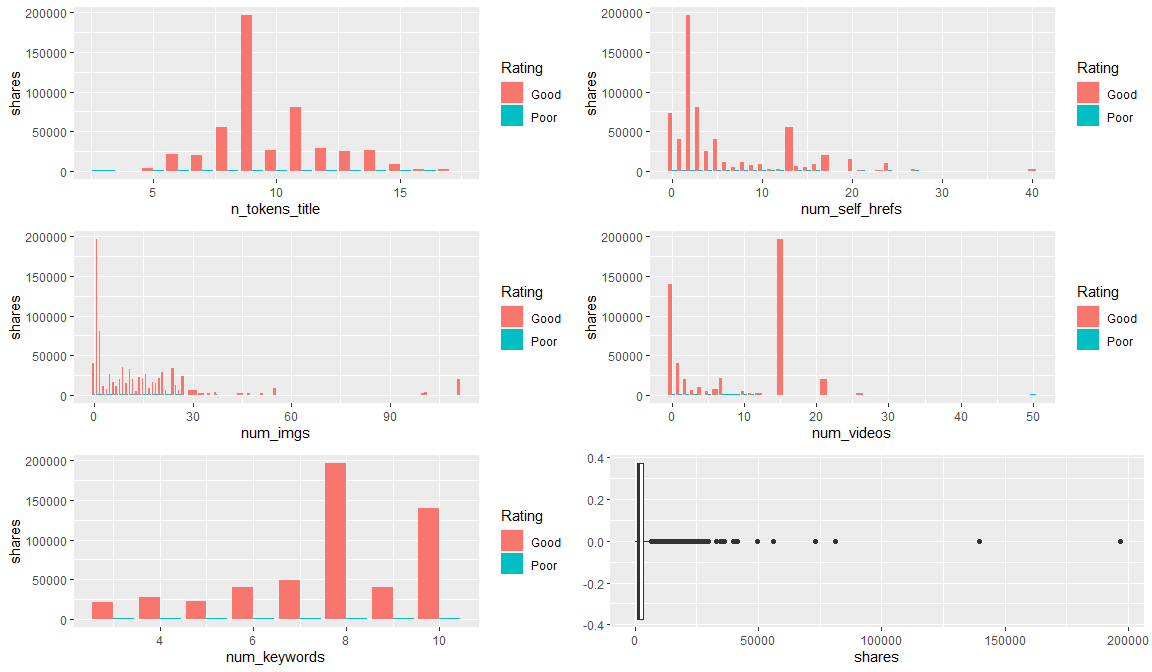 200000
150000
100000
50000
0
shares
5
10
15
n_tokens_title
Rating
Good
Poor
200000
150000
100000
50000
0
shares
0
10
20
30
40
num_self_hrefs
Rating
Good
Poor
200000
150000
100000
50000
0
shares
0
30
60
90
num_imgs
Rating
Good
Poor
200000
150000
100000
50000
0
shares
0
10
20
30
40
50
num_videos
Rating
Good
Poor
200000
150000
100000
50000
0
shares
4
6
8
10
num_keywords
Rating
Good
Poor
0.4
0.2
0.0
-0.2
-0.4
0
50000
100000
150000
200000
shares